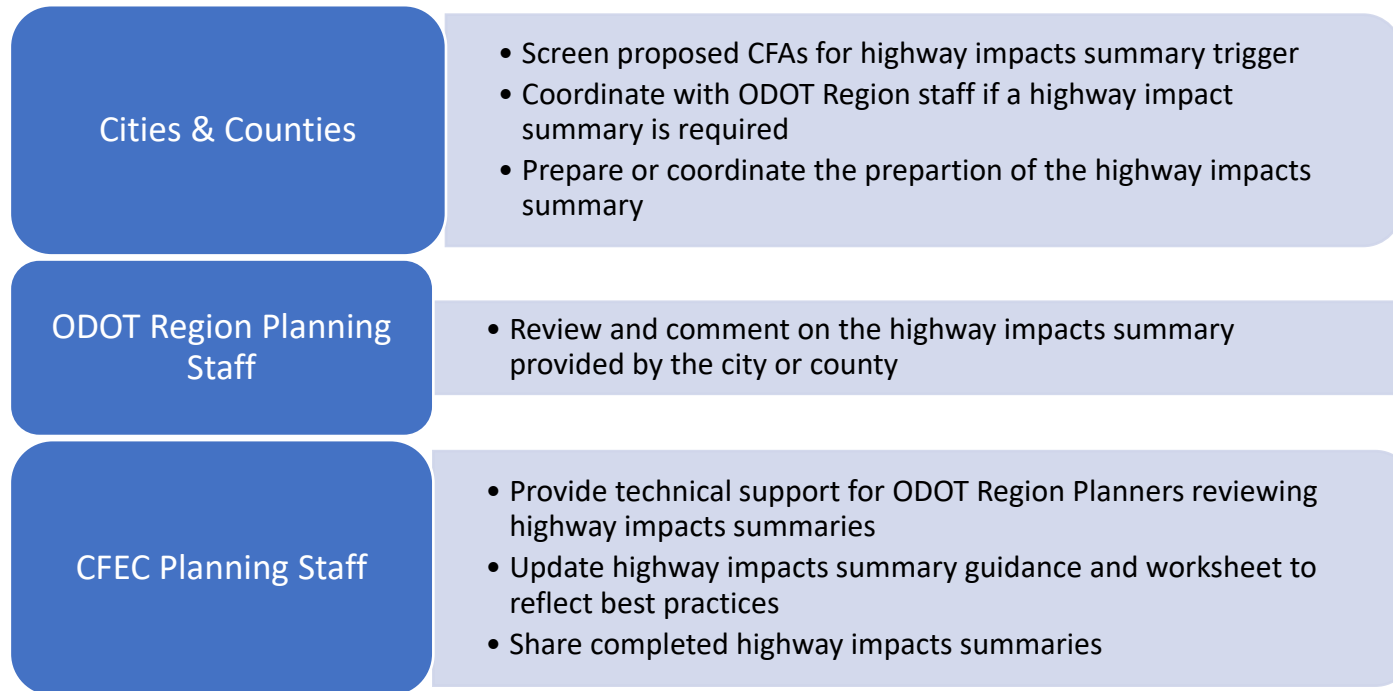 Cities & Counties
• Screen proposed CFAs for highway impacts summary trigger
• Coordinate with ODOT Region staff if a highway impact
summary is required
• Prepare or coordinate the prepartion of the highway impacts
summary
ODOT Region Planning
Staff
• Review and comment on the highway impacts summary
provided by the city or county
CFEC Planning Staff
• Provide technical support for ODOT Region Planners reviewing
highway impacts summaries
• Update highway impacts summary guidance and worksheet to
reflect best practices
• Share completed highway impacts summaries